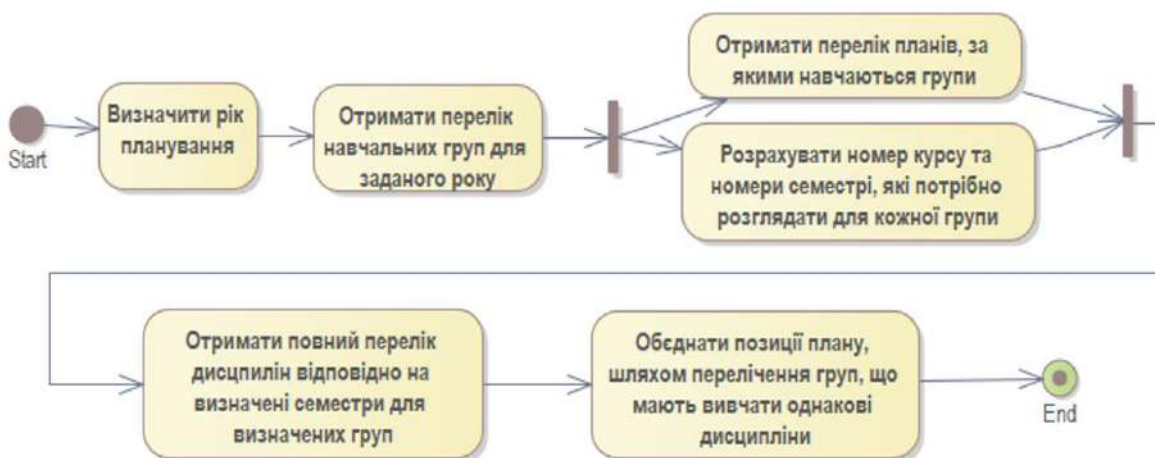 Start
Визначити рік
планування
Отримати перелік
навчальних груп для
заданого року
Отримати перелік планів, за
якими навчаються групи
Розрахувати номер курсу та
номери семестрі, які потрібно
розглядати для кожної групи
Отримати повний перелік
дисцпилін відповідно на
визначені семестри для
визначених груп
Обєднати позиції плану,
шляхом перелічення груп, що
мають вивчати однакові
дисципліни
End